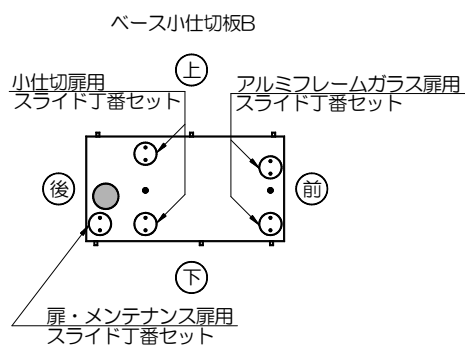 ベース小仕切板B
上
小仕切扉用
スライド丁番セット
アルミフレームガラス扉用
スライド丁番セット
後
前
下
扉・メンテナンス扉用
スライド丁番セット